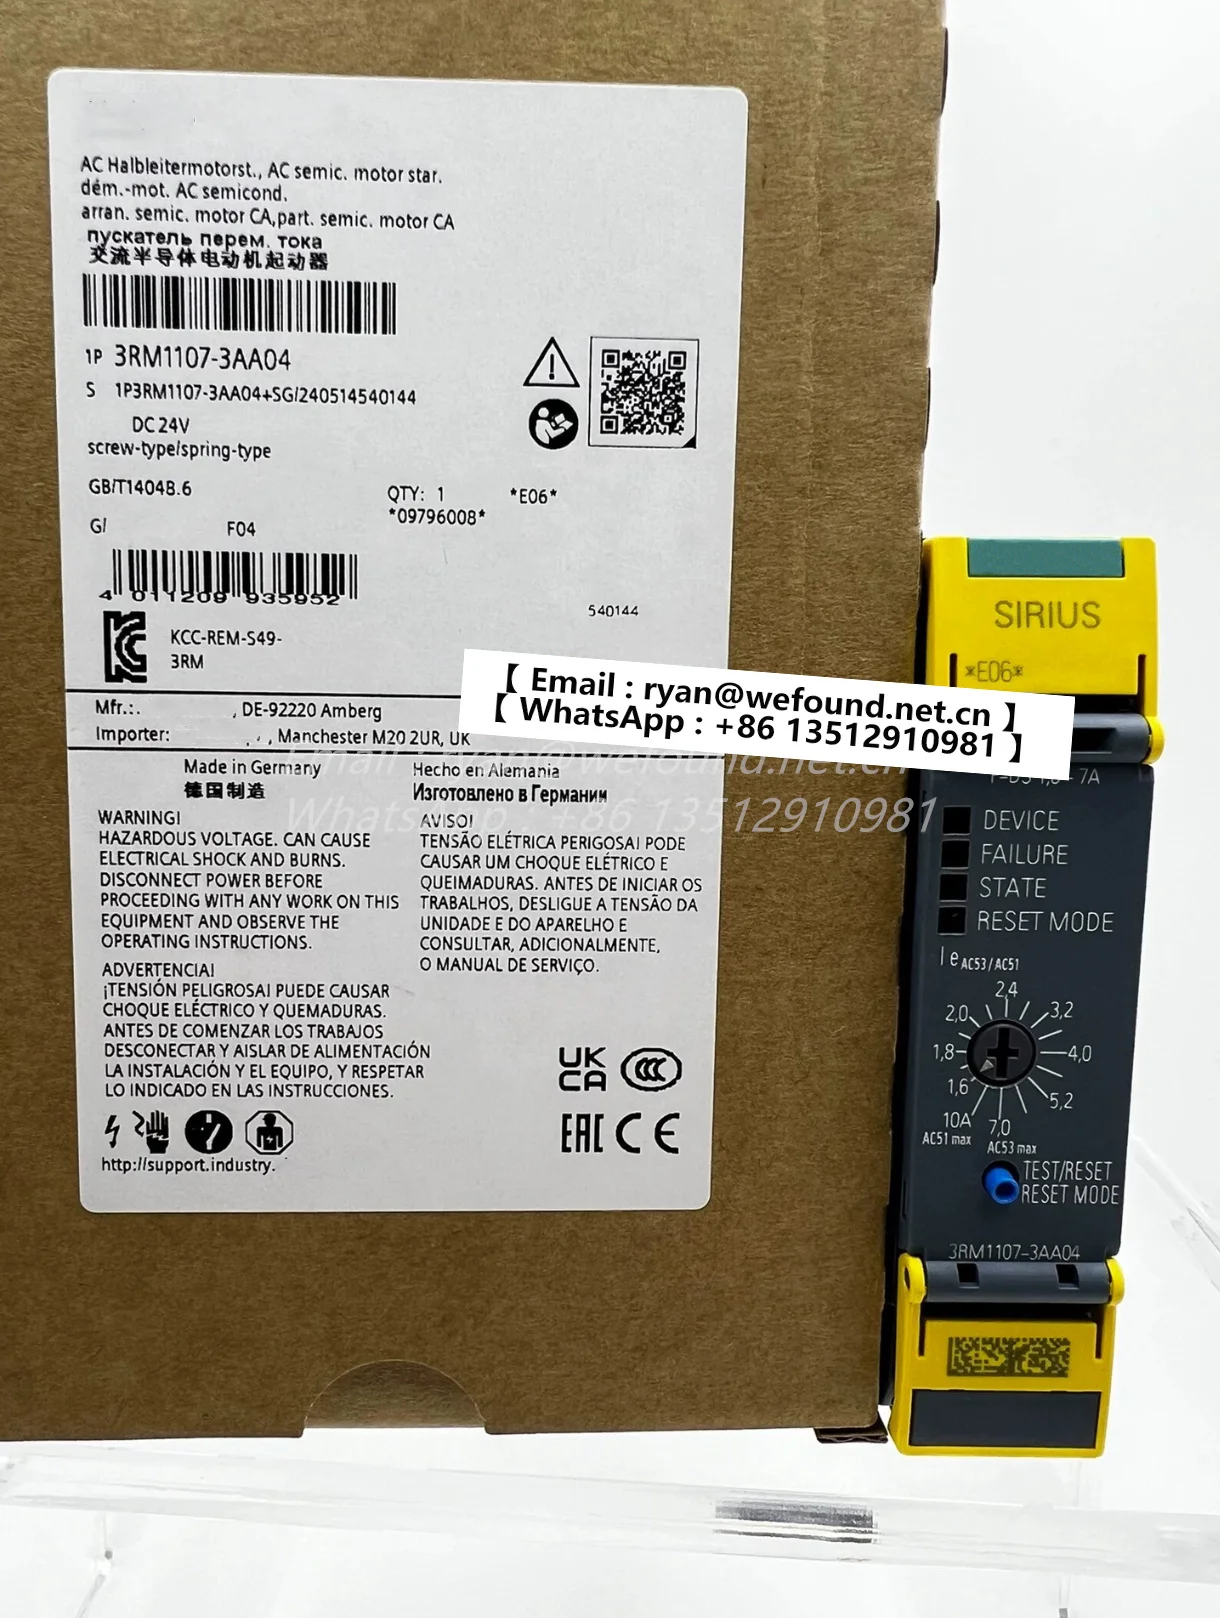 AC Halbleitermotorst., AC semic. motor star.
dém.-mot. AC semicond.
arran. semic. motor CA,part. semic. motor CA
пускатель перем. тока
交流半导体电动机起动器
1P 3RM1107-3AA04
S 1P3RM1107-3AA04+SG/240514540144
DC 24V
screw-type/spring-type
GB/T14048.6
QTY: 1
*E06*
*09796008*
G/ F04
4 011209 935952
540144
KCC-REM-S49-
3RM
Mfr.:. , DE-92220 Amberg
Importer: , Manchester M20 2UR, UK
Made in Germany
德国制造
Hecho en Alemania
Изготовлено в Германии
WARNING!
HAZARDOUS VOLTAGE. CAN CAUSE
ELECTRICAL SHOCK AND BURNS.
DISCONNECT POWER BEFORE
PROCEEDING WITH ANY WORK ON THIS
EQUIPMENT AND OBSERVE THE
OPERATING INSTRUCTIONS.
AVISO!
TENSÃO ELÉTRICA PERIGOSA! PODE
CAUSAR UM CHOQUE ELÉTRICO E
QUEIMADURAS. ANTES DE INICIAR OS
TRABALHOS, DESLIGUE A TENSÃO DA
UNIDADE E DO APARELHO E
CONSULTAR, ADICIONALMENTE,
O MANUAL DE SERVIÇO.
ADVERTENCIA!
¡TENSIÓN PELIGROSA! PUEDE CAUSAR
CHOQUE ELÉCTRICO Y QUEMADURAS.
ANTES DE COMENZAR LOS TRABAJOS
DESCONECTAR Y AISLAR DE ALIMENTACIÓN
LA INSTALACIÓN Y EL EQUIPO, Y RESPETAR
LO INDICADO EN LAS INSTRUCCIONES.
UK
CA
CCC
EAC CE
http://support.industry.
【 Email : ryan@wefound.net.cn 】
【 WhatsApp : +86 13512910981 】
Email : ryan@wefound.net.cn
WhatsApp : +86 13512910981
SIRIUS
*E06*
7A
DEVICE
FAILURE
STATE
RESET MODE
Ie AC53/AC51
2,4
2,0
3,2
1,8
4,0
1,6
5,2
10A 7,0
AC51 max AC53 max
TEST/RESET
RESET MODE
3RM1107-3AA04